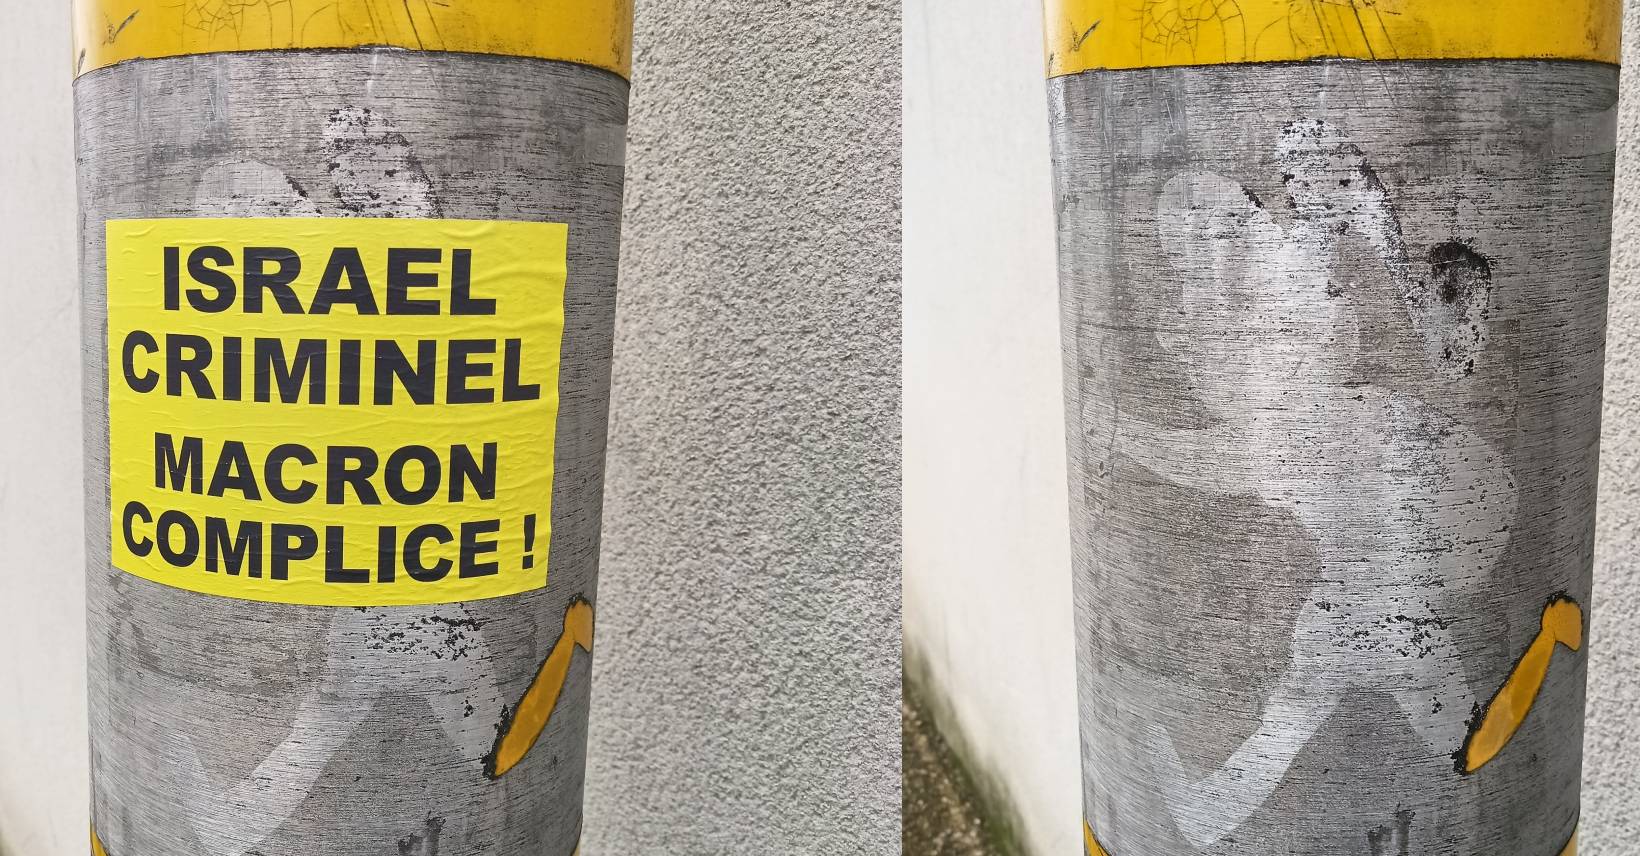 ISRAEL
CRIMINEL
MACRON
COMPLICE !